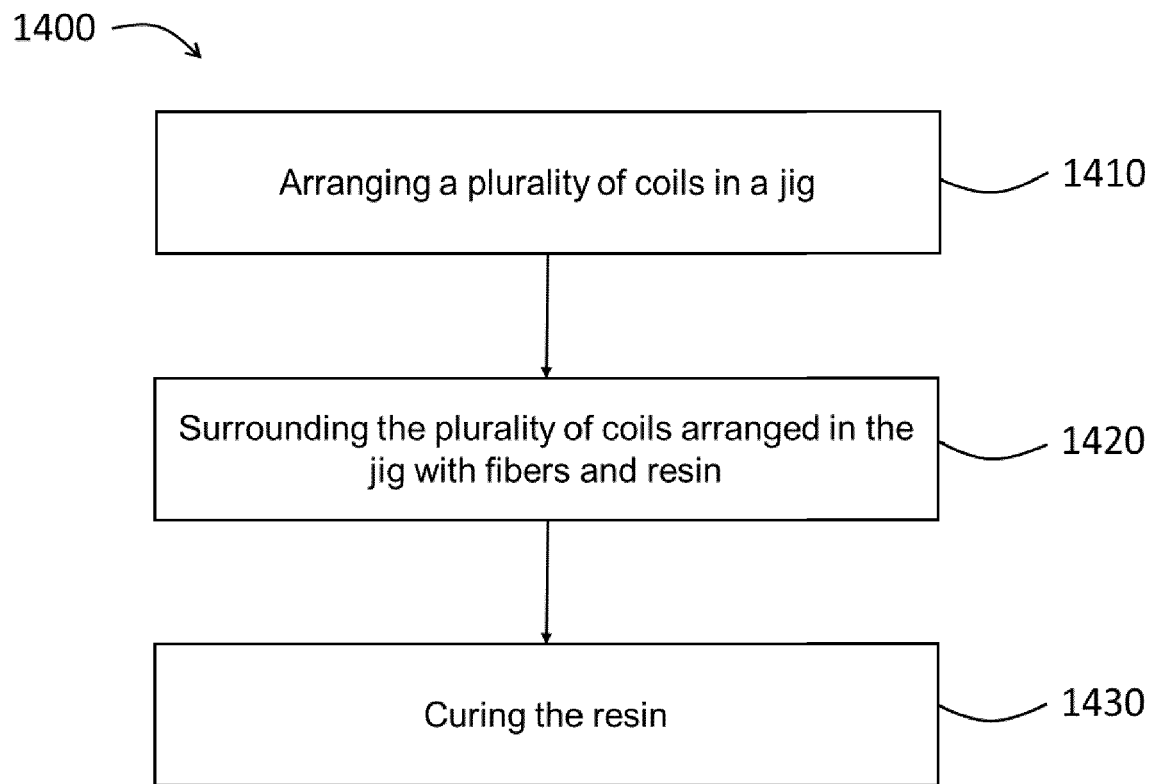 1400
Arranging a plurality of coils in a jig
1410
Surrounding the plurality of coils arranged in the
jig with fibers and resin
1420
Curing the resin
1430